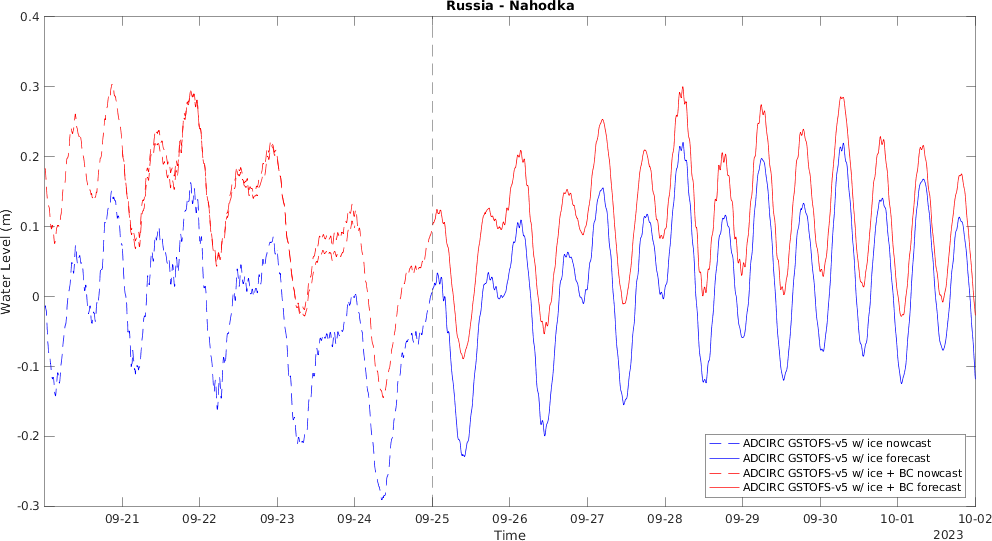 Russia - Nahodka
0.4
0.3
0.2
0.1
0
-0.1
-0.2
-0.3
Water Level (m)
09-21 09-22 09-23 09-24 09-25 09-26 09-27 09-28 09-29 09-30 10-01 10-02
Time
2023
ADCIRC GSTOFS-v5 w/ ice nowcast
ADCIRC GSTOFS-v5 w/ ice forecast
ADCIRC GSTOFS-v5 w/ ice + BC nowcast
ADCIRC GSTOFS-v5 w/ ice + BC forecast